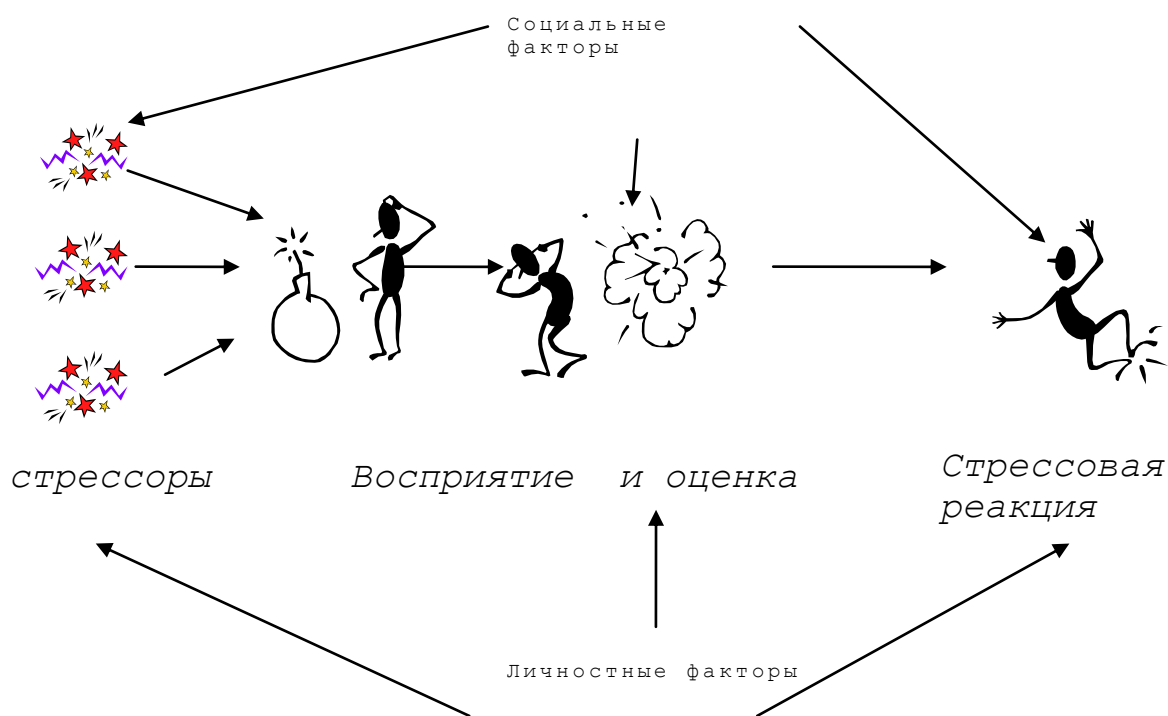 Социальные
факторы
стрессоры
Восприятие и оценка
Стрессовая
реакция
Личностные факторы